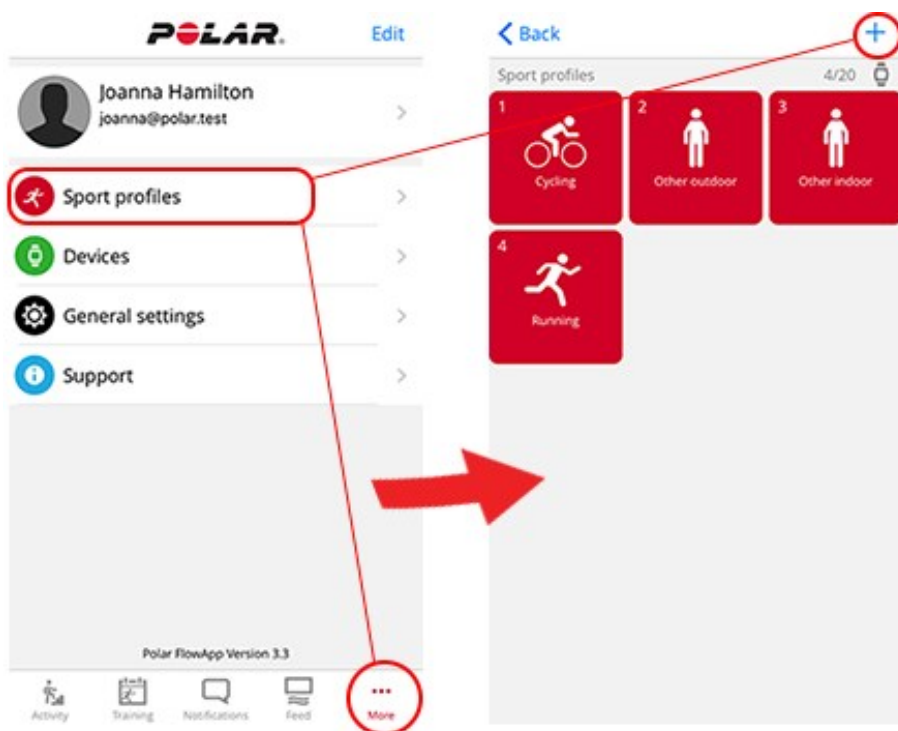 POLAR.
Edit
Joanna Hamilton
joanna@polar.test
Sport profiles
Devices
General settings
Support
Polar FlowApp Version 3.3
Activity
Training
Notifications
Feed
More
Back
+
Sport profiles
4/20
1
Cycling
2
Other outdoor
3
Other indoor
4
Running